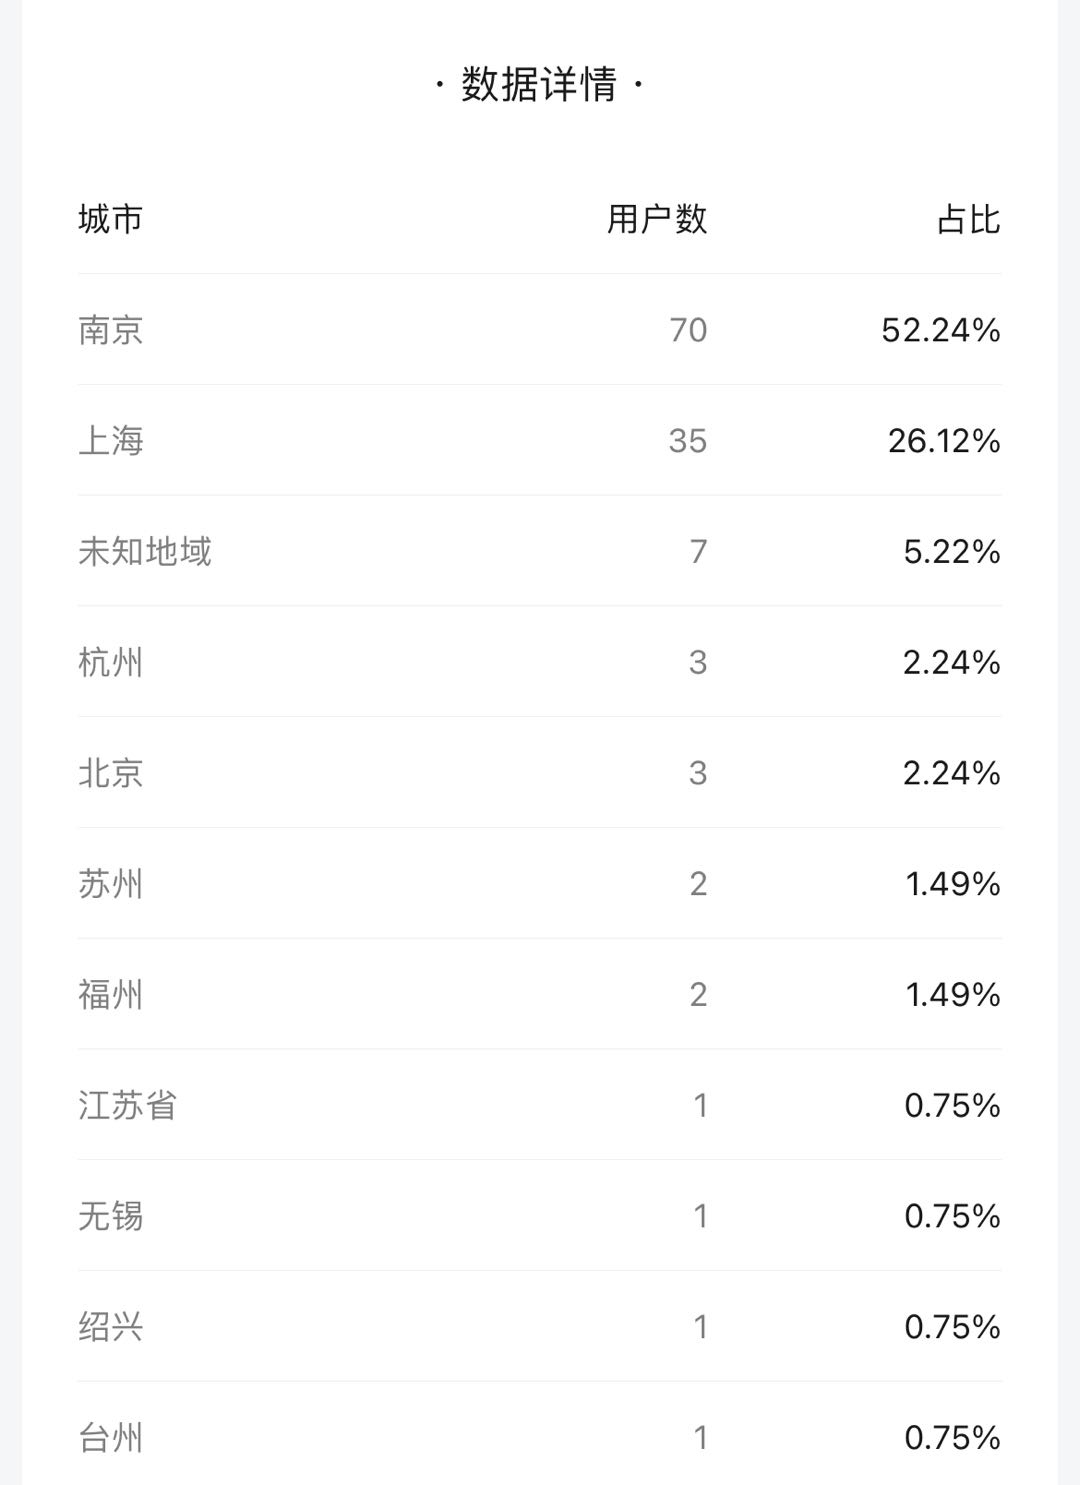 · 数据详情 ·
城市 用户数 占比
南京 70 52.24%
上海 35 26.12%
未知地域 7 5.22%
杭州 3 2.24%
北京 3 2.24%
苏州 2 1.49%
福州 2 1.49%
江苏省 1 0.75%
无锡 1 0.75%
绍兴 1 0.75%
台州 1 0.75%